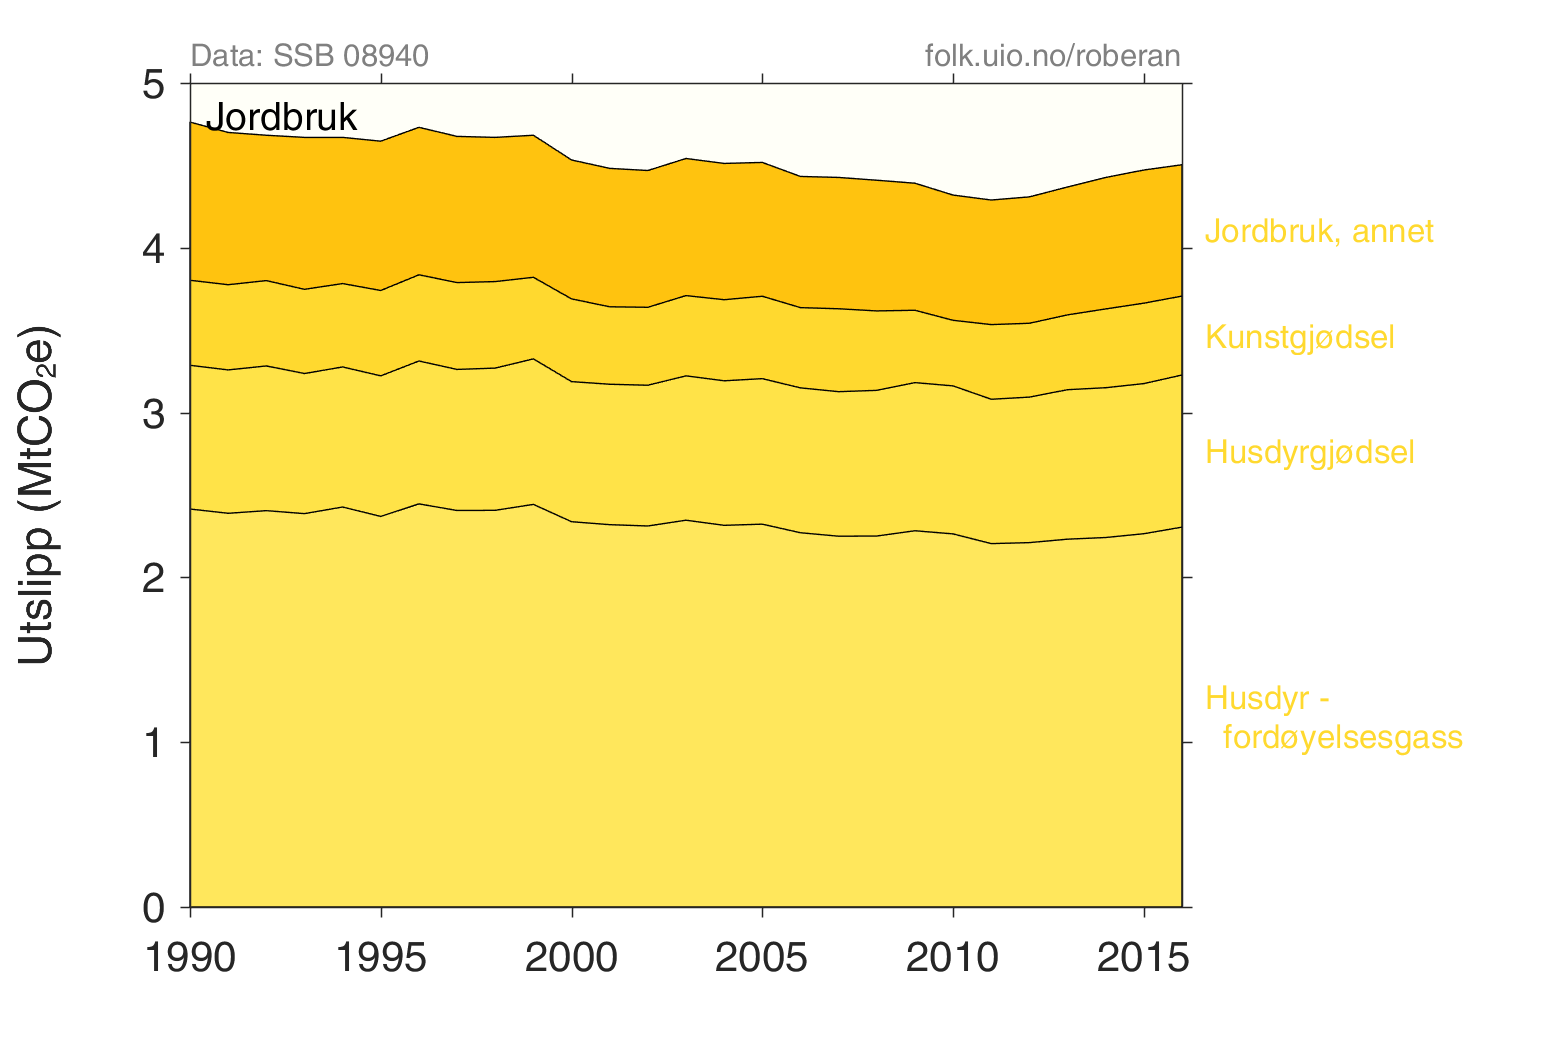 Data: SSB 08940
folk.uio.no/roberan
Jordbruk
5
4
3
2
1
0
Utslipp (MtCO₂e)
1990
1995
2000
2005
2010
2015
Jordbruk, annet
Kunstgjødsel
Husdyrgjødsel
Husdyr -
fordøyelsesgass